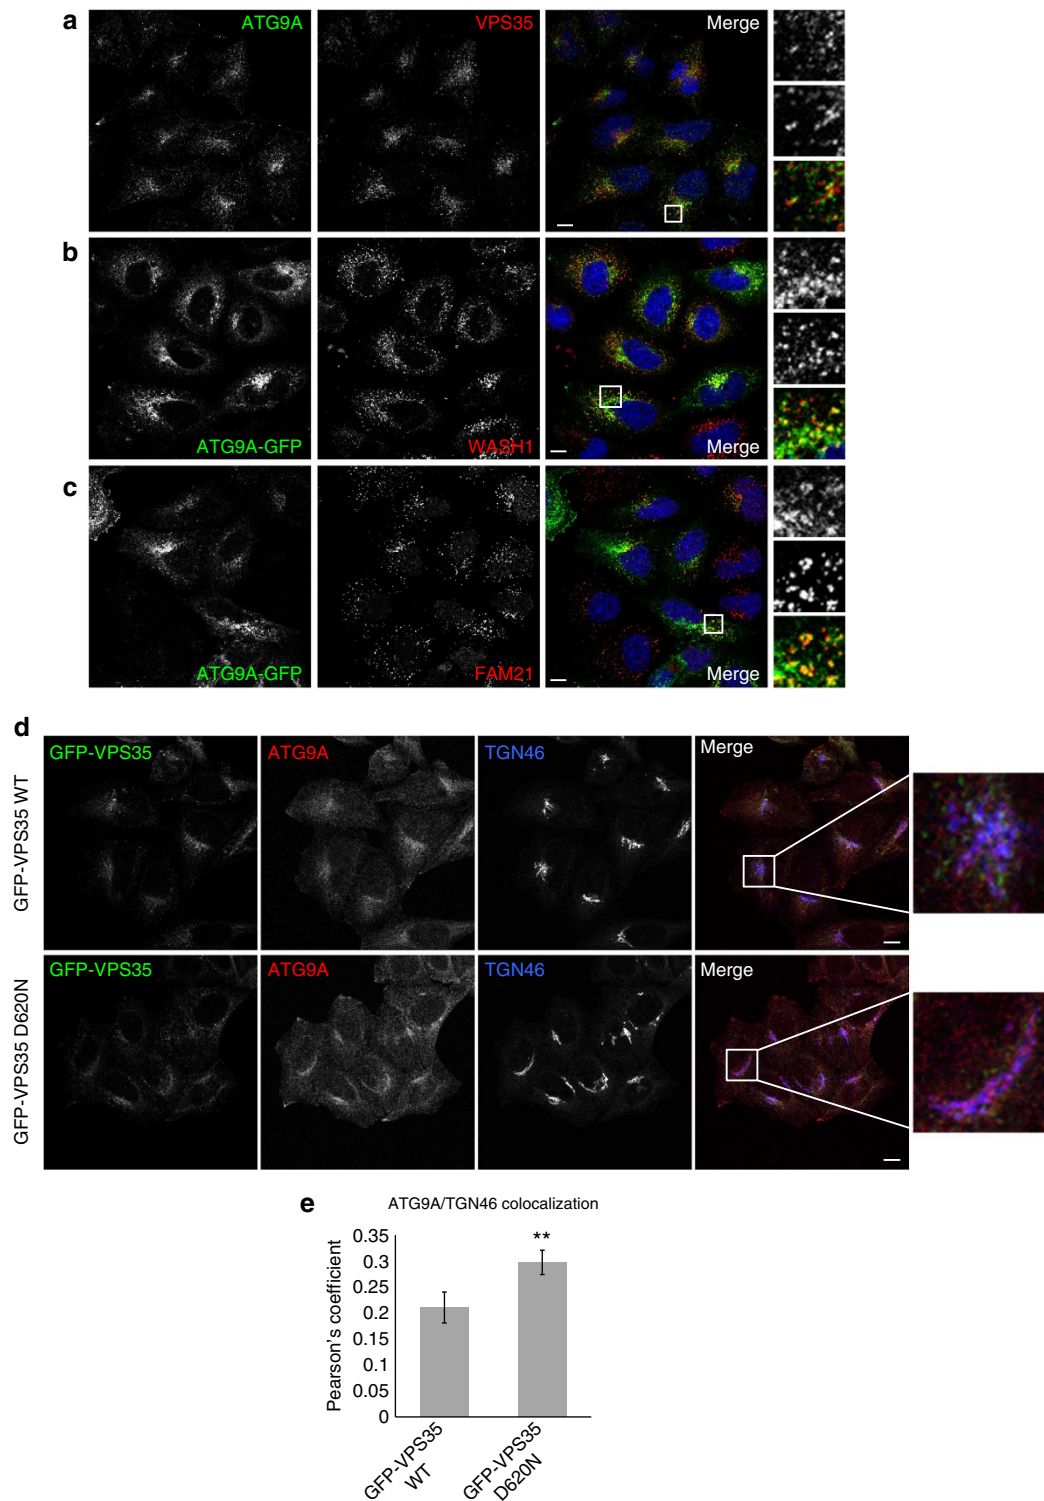 a
ATG9A
VPS35
Merge
b
ATG9A-GFP
WASH1
Merge
c
ATG9A-GFP
FAM21
Merge
d
GFP-VPS35 WT
GFP-VPS35
ATG9A
TGN46
Merge
GFP-VPS35 D620N
GFP-VPS35
ATG9A
TGN46
Merge
e
ATG9A/TGN46 colocalization
Pearson's coefficient
0.35
0.3
0.25
0.2
0.15
0.1
0.05
0
**
GFP-VPS35
WT
GFP-VPS35
D620N